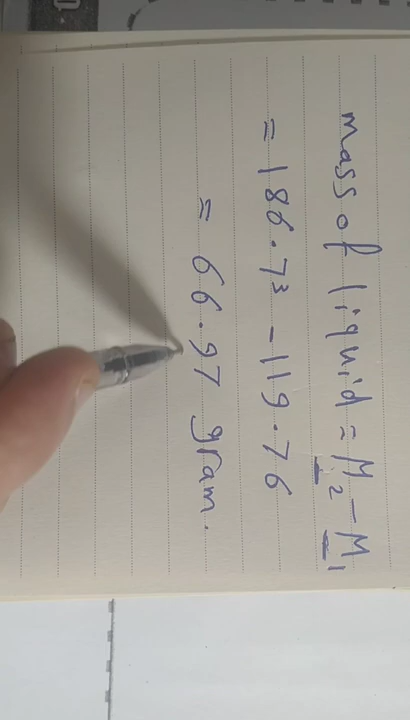 mass of liquid = M2 - M1
= 186.73 - 119.76
= 66.97 gram.